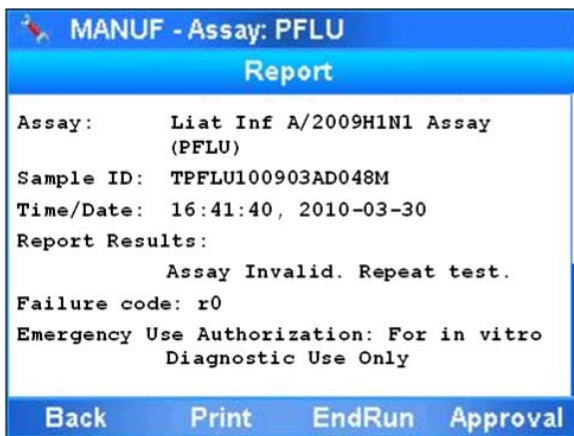 MANUF - Assay: PFLU
Report
Assay: Liat Inf A/2009H1N1 Assay
(PFLU)
Sample ID: TPFLU100903AD048M
Time/Date: 16:41:40, 2010-03-30
Report Results:
Assay Invalid. Repeat test.
Failure code: r0
Emergency Use Authorization: For in vitro
Diagnostic Use Only
Back Print EndRun Approval